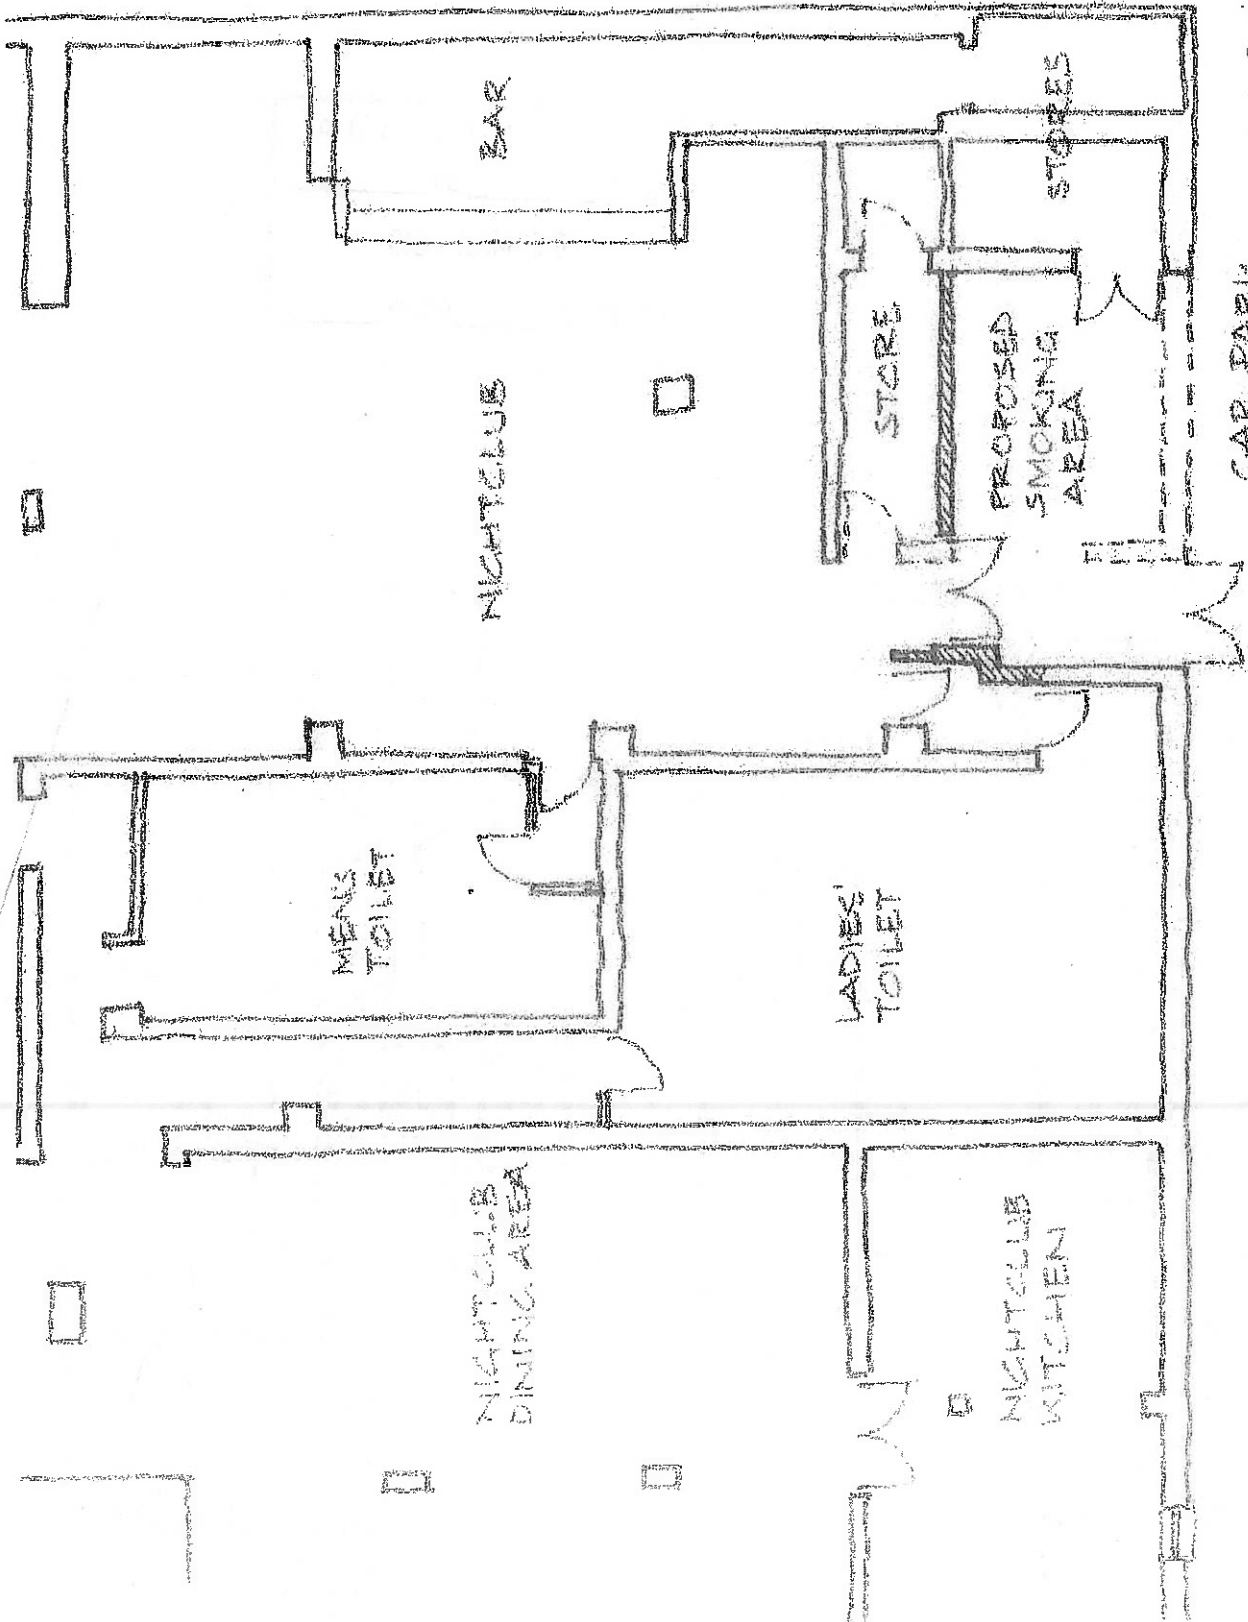 BAR
STORES
NIGHTCLUB
STORE
PROPOSED
SMOKING
AREA
CAR PARK
MENS
TOILET
LADIES'
TOILET
NIGHTCLUB
DINING AREA
NIGHTCLUB
KITCHEN